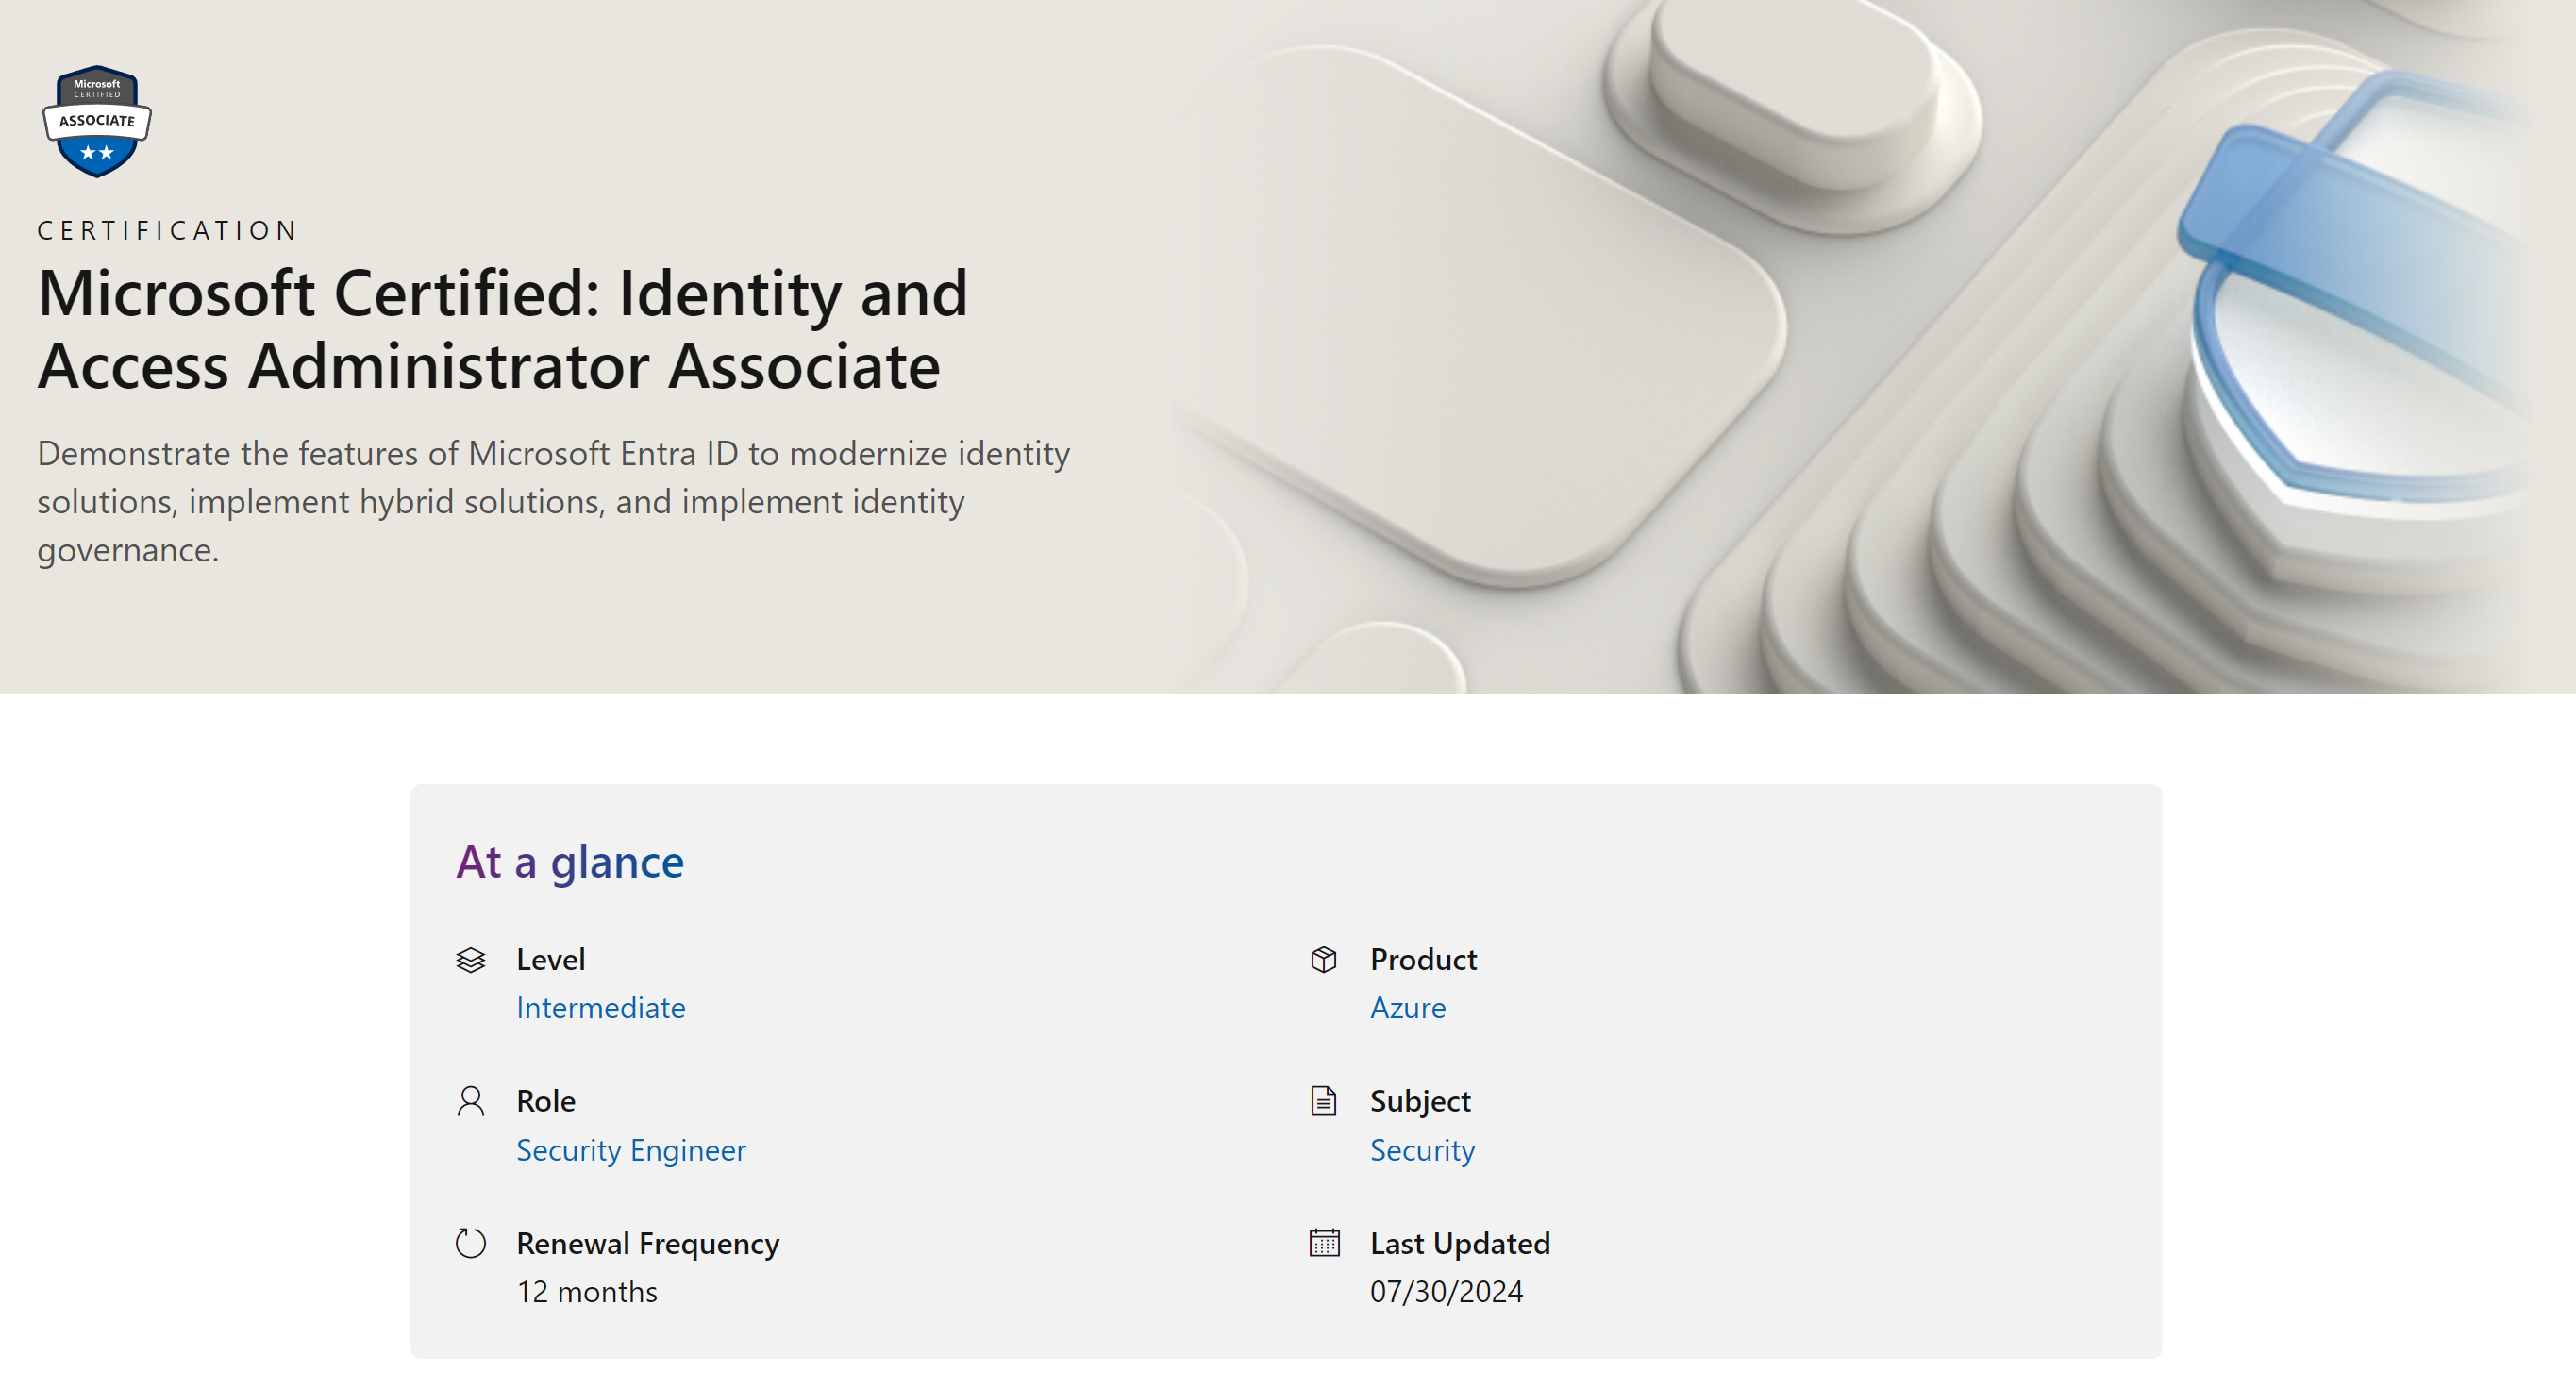 Microsoft
CERTIFIED
ASSOCIATE
CERTIFICATION
Microsoft Certified: Identity and
Access Administrator Associate
Demonstrate the features of Microsoft Entra ID to modernize identity
solutions, implement hybrid solutions, and implement identity
governance.
At a glance
Level
Intermediate
Product
Azure
Role
Security Engineer
Subject
Security
Renewal Frequency
12 months
Last Updated
07/30/2024